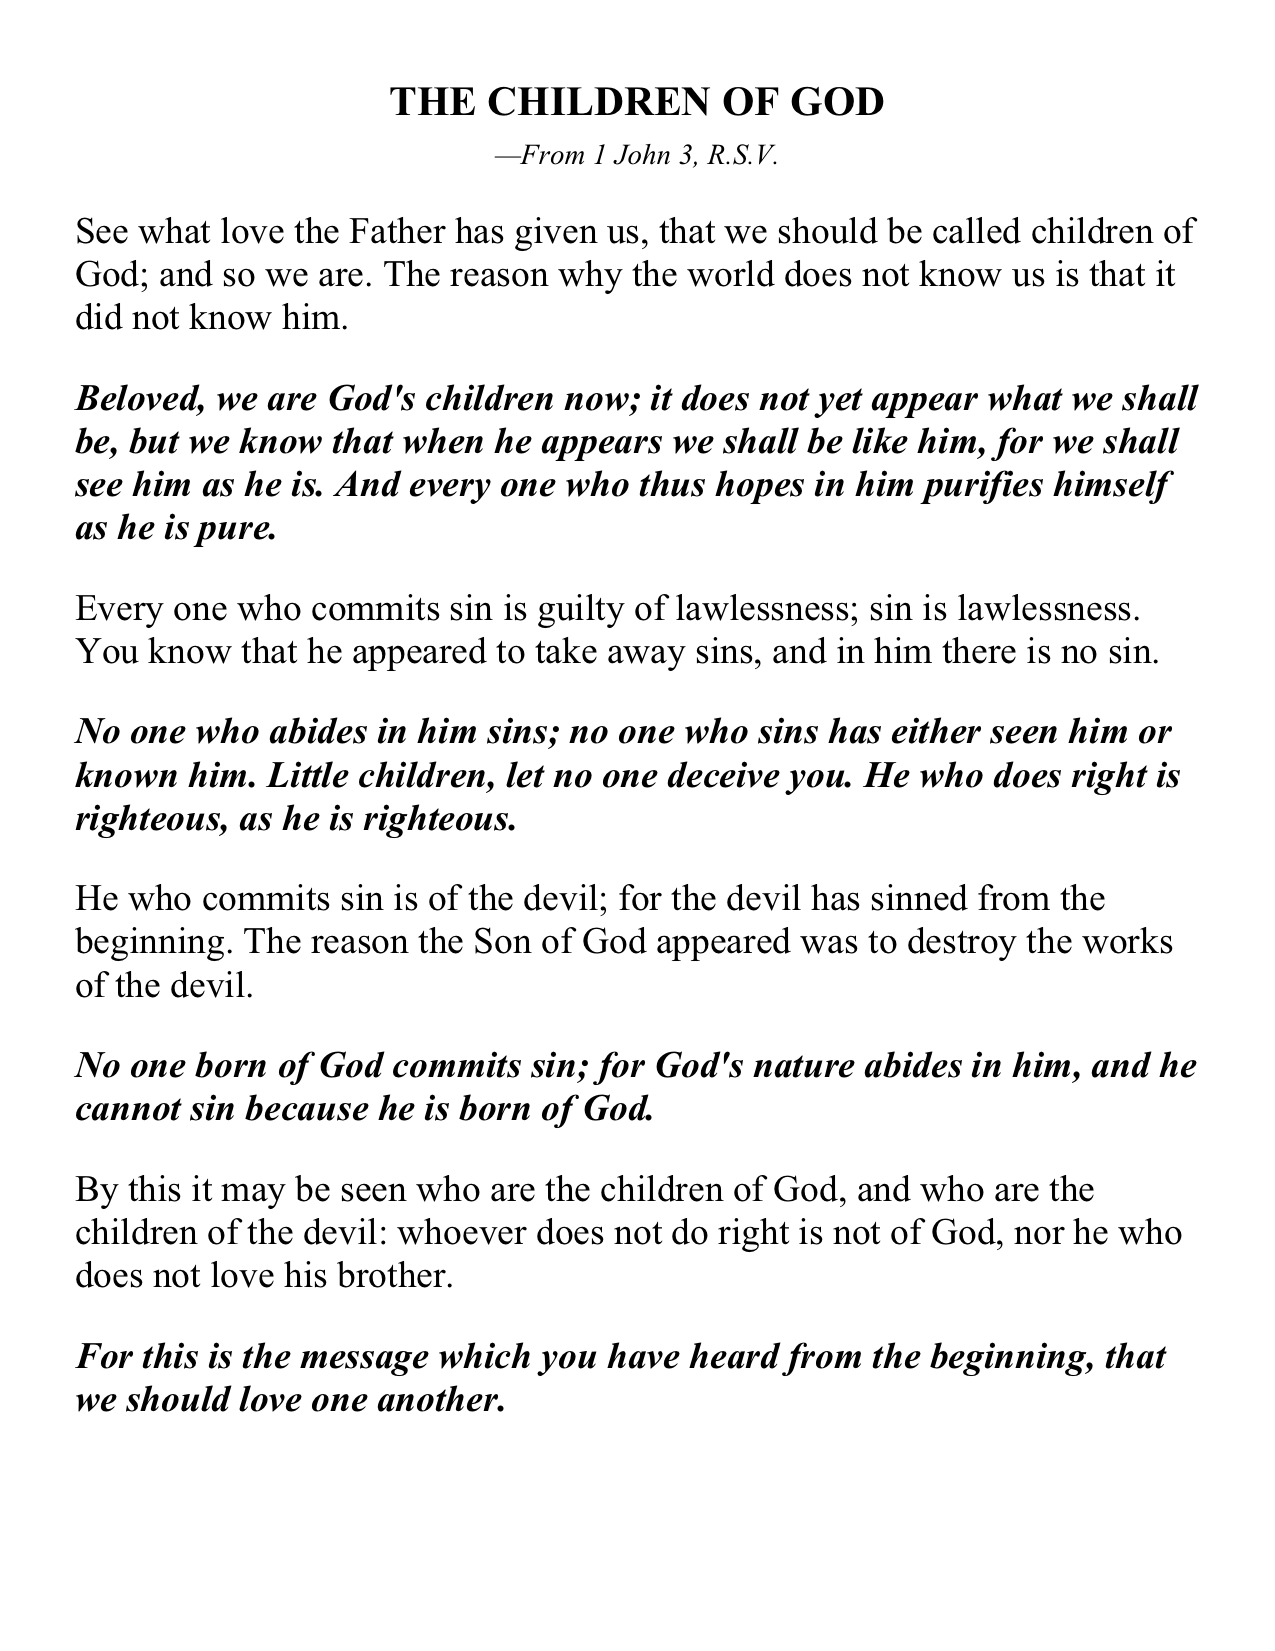 THE CHILDREN OF GOD
—From 1 John 3, R.S.V.
See what love the Father has given us, that we should be called children of
God; and so we are. The reason why the world does not know us is that it
did not know him.
Beloved, we are God's children now; it does not yet appear what we shall
be, but we know that when he appears we shall be like him, for we shall
see him as he is. And every one who thus hopes in him purifies himself
as he is pure.
Every one who commits sin is guilty of lawlessness; sin is lawlessness.
You know that he appeared to take away sins, and in him there is no sin.
No one who abides in him sins; no one who sins has either seen him or
known him. Little children, let no one deceive you. He who does right is
righteous, as he is righteous.
He who commits sin is of the devil; for the devil has sinned from the
beginning. The reason the Son of God appeared was to destroy the works
of the devil.
No one born of God commits sin; for God's nature abides in him, and he
cannot sin because he is born of God.
By this it may be seen who are the children of God, and who are the
children of the devil: whoever does not do right is not of God, nor he who
does not love his brother.
For this is the message which you have heard from the beginning, that
we should love one another.